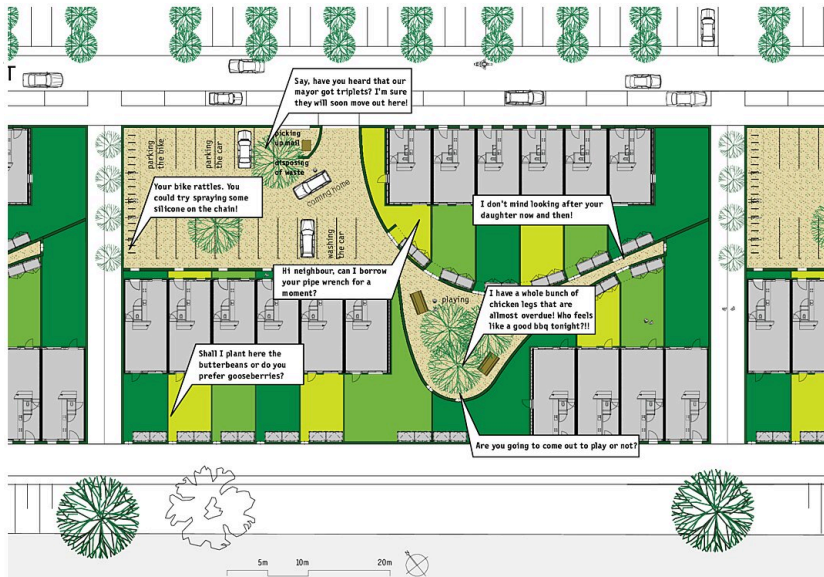 T
Say, have you heard that our
mayor got triplets? I'm sure
they will soon move out here!
picking
up mail
disposing
of waste
parking
the bike
parking
the car
coming home
washing
the car
Your bike rattles. You
could try spraying some
silicone on the chain!
I don't mind looking after your
daughter now and then!
Hi neighbour, can I borrow
your pipe wrench for a
moment?
playing
I have a whole bunch of
chicken legs that are
allmost overdue! Who feels
like a good bbq tonight?!!
Shall I plant here the
butterbeans or do you
prefer gooseberries?
Are you going to come out to play or not?
5m 10m 20m